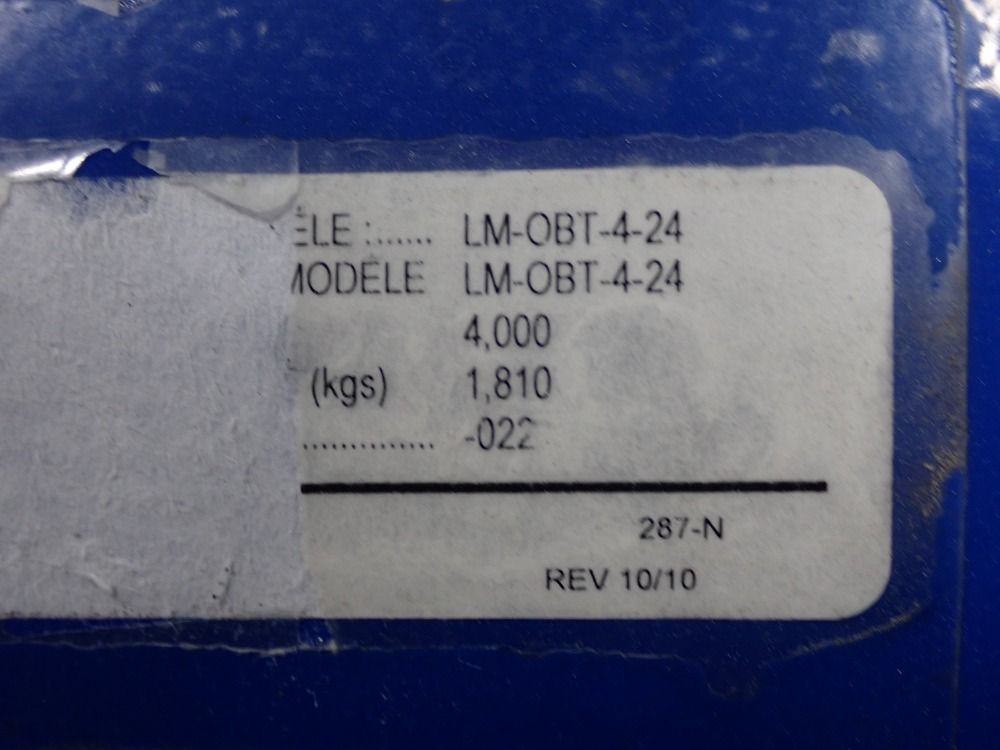 ÈLE :...... LM-OBT-4-24
MODÈLE LM-OBT-4-24
4,000
(kgs) 1,810
.............. -022
287-N
REV 10/10